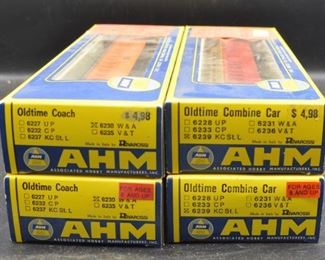 Oldtime Coach
$ 4,98
☐ 6227 UP ☒ 6230 W&A
☐ 6232 CP ☐ 6235 V&T
☐ 6237 KC St.L
Made in Italy by RIVAROSSI
AHM
ASSOCIATED HOBBY MANUFACTURERS, INC.
Oldtime Combine Car
$ 4,98
☐ 6228 UP ☐ 6231 W&A
☐ 6233 CP ☐ 6236 V&T
☒ 6239 KC St.L
Made in Italy by RIVAROSSI
AHM
ASSOCIATED HOBBY MANUFACTURERS, INC.
Oldtime Coach
FOR AGES
8 AND UP
☐ 6227 UP ☒ 6230 W&A
☐ 6232 CP ☐ 6235 V&T
☐ 6237 KC St.L
Made in Italy by RIVAROSSI
AHM
ASSOCIATED HOBBY MANUFACTURERS, INC.
Oldtime Combine Car
FOR AGES
8 AND UP
☐ 6228 UP ☐ 6231 W&A
☐ 6233 CP ☐ 6236 V&T
☒ 6239 KC St.L
Made in Italy by RIVAROSSI
AHM
ASSOCIATED HOBBY MANUFACTURERS, INC.